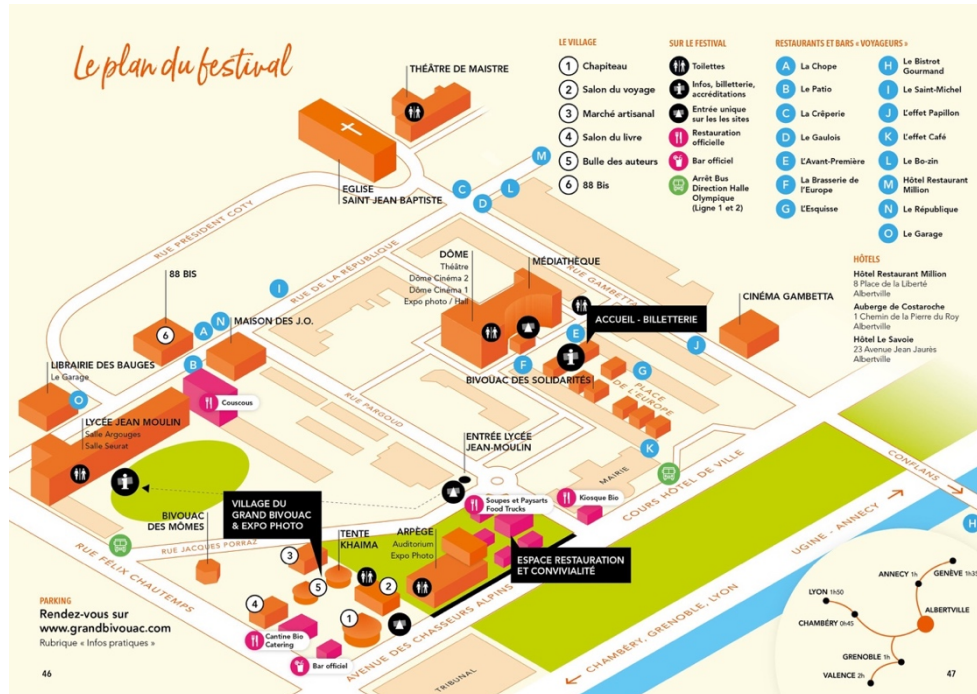 Le plan du festival
LE VILLAGE
1 Chapiteau
2 Salon du voyage
3 Marché artisanal
4 Salon du livre
5 Bulle des auteurs
6 88 Bis
SUR LE FESTIVAL
Toilettes
Infos, billetterie,
accréditations
Entrée unique
sur les les sites
Restauration
officielle
Bar officiel
Arrêt Bus
Direction Halle
Olympique
(Ligne 1 et 2)
RESTAURANTS ET BARS « VOYAGEURS »
A La Chope
B Le Patio
C La Crêperie
D Le Gaulois
E L'Avant-Première
F La Brasserie de
l'Europe
G L'Esquisse
H Le Bistrot
Gourmand
I Le Saint-Michel
J L'effet Papillon
K L'effet Café
L Le Bo-zin
M Hôtel Restaurant
Million
N Le République
O Le Garage
HÔTELS
Hôtel Restaurant Million
8 Place de la Liberté
Albertville
Auberge de Costaroche
1 Chemin de la Pierre du Roy
Albertville
Hôtel Le Savoie
23 Avenue Jean Jaurès
Albertville
THÉÂTRE DE MAISTRE
EGLISE
SAINT JEAN BAPTISTE
M
L
C
D
RUE PRÉSIDENT COTY
RUE DE LA RÉPUBLIQUE
DÔME
Théâtre
Dôme Cinéma 2
Dôme Cinéma 1
Expo photo / Hall
MÉDIATHÈQUE
RUE GAMBETTA
CINÉMA GAMBETTA
88 BIS
6
I
A
N
MAISON DES J.O.
ACCUEIL - BILLETTERIE
E
J
F
G
BIVOUAC DES SOLIDARITÉS
PLACE
DE L'EUROPE
LIBRAIRIE DES BAUGES
Le Garage
O
B
Couscous
RUE PARGOUD
LYCÉE JEAN MOULIN
Salle Argouges
Salle Seurat
ENTRÉE LYCÉE
JEAN-MOULIN
K
MAIRIE
COURS HÔTEL DE VILLE
CONFLANS
VILLAGE DU
GRAND BIVOUAC
& EXPO PHOTO
Soupes et Paysarts
Food Trucks
Kiosque Bio
BIVOUAC
DES MÔMES
RUE JACQUES PORRAZ
TENTE
KHAIMA
ARPÈGE
Auditorium
Expo Photo
ESPACE RESTAURATION
ET CONVIVIALITÉ
UGINE - ANNECY
H
RUE FÉLIX CHAUTEMPS
3
5
2
4
1
Cantine Bio
Catering
Bar officiel
AVENUE DES CHASSEURS ALPINS
CHAMBÉRY, GRENOBLE, LYON
TRIBUNAL
PARKING
Rendez-vous sur
www.grandbivouac.com
Rubrique « Infos pratiques »
ANNECY 1h
GENÈVE 1h35
LYON 1h50
ALBERTVILLE
CHAMBÉRY 0h45
GRENOBLE 1h
VALENCE 2h
46
47